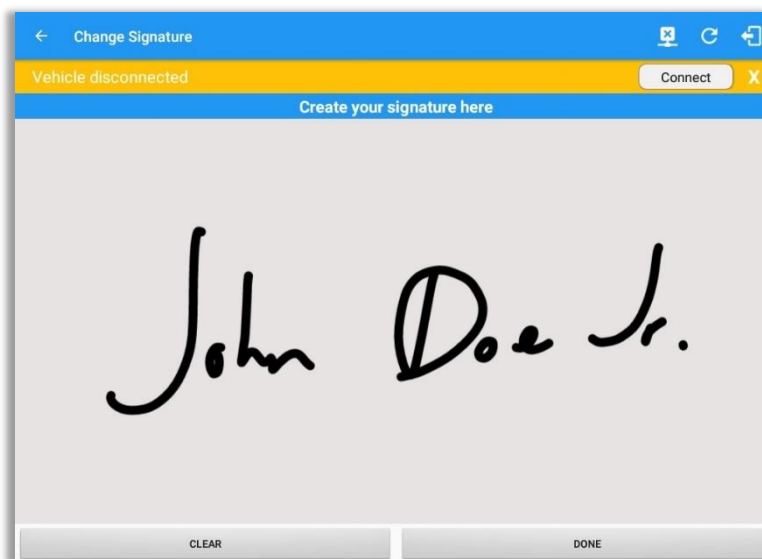 Change Signature
Vehicle disconnected Connect X
Create your signature here
John Doe Jr.
CLEAR DONE